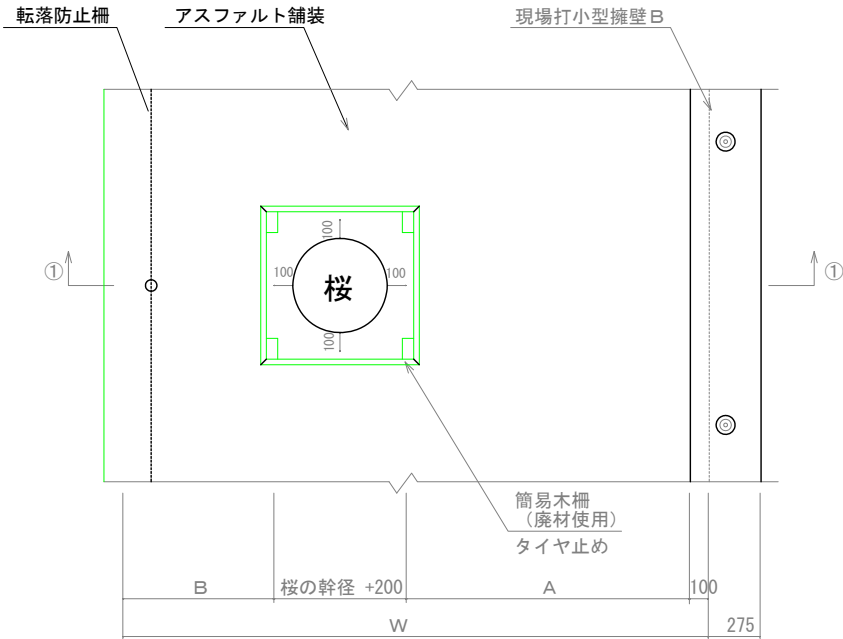 転落防止柵
アスファルト舗装
現場打小型擁壁B
100
100
桜
100
100
①
①
簡易木柵
（廃材使用）
タイヤ止め
B
桜の幹径 +200
A
100
W
275